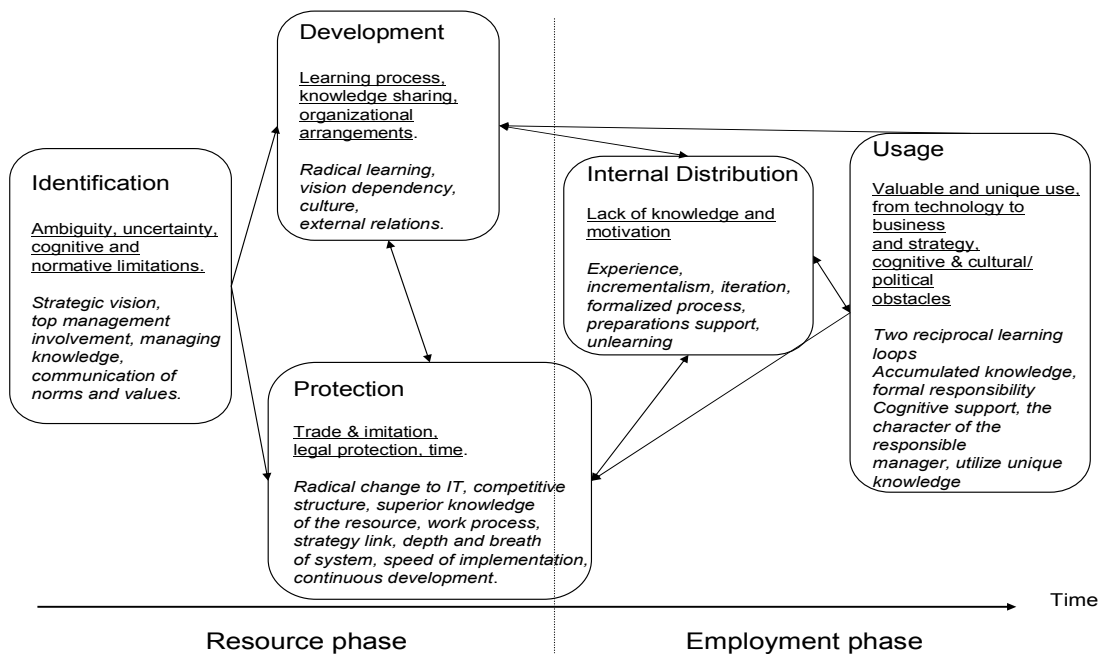 Development
Learning process,
knowledge sharing,
organizational
arrangements.
Radical learning,
vision dependency,
culture,
external relations.
Identification
Ambiguity, uncertainty,
cognitive and
normative limitations.
Strategic vision,
top management
involvement, managing
knowledge,
communication of
norms and values.
Protection
Trade & imitation,
legal protection, time.
Radical change to IT, competitive
structure, superior knowledge
of the resource, work process,
strategy link, depth and breath
of system, speed of implementation,
continuous development.
Internal Distribution
Lack of knowledge and
motivation
Experience,
incrementalism, iteration,
formalized process,
preparations support,
unlearning
Usage
Valuable and unique use,
from technology to
business
and strategy,
cognitive & cultural/
political
obstacles
Two reciprocal learning
loops
Accumulated knowledge,
formal responsibility
Cognitive support, the
character of the
responsible
manager, utilize unique
knowledge
Time
Resource phase
Employment phase